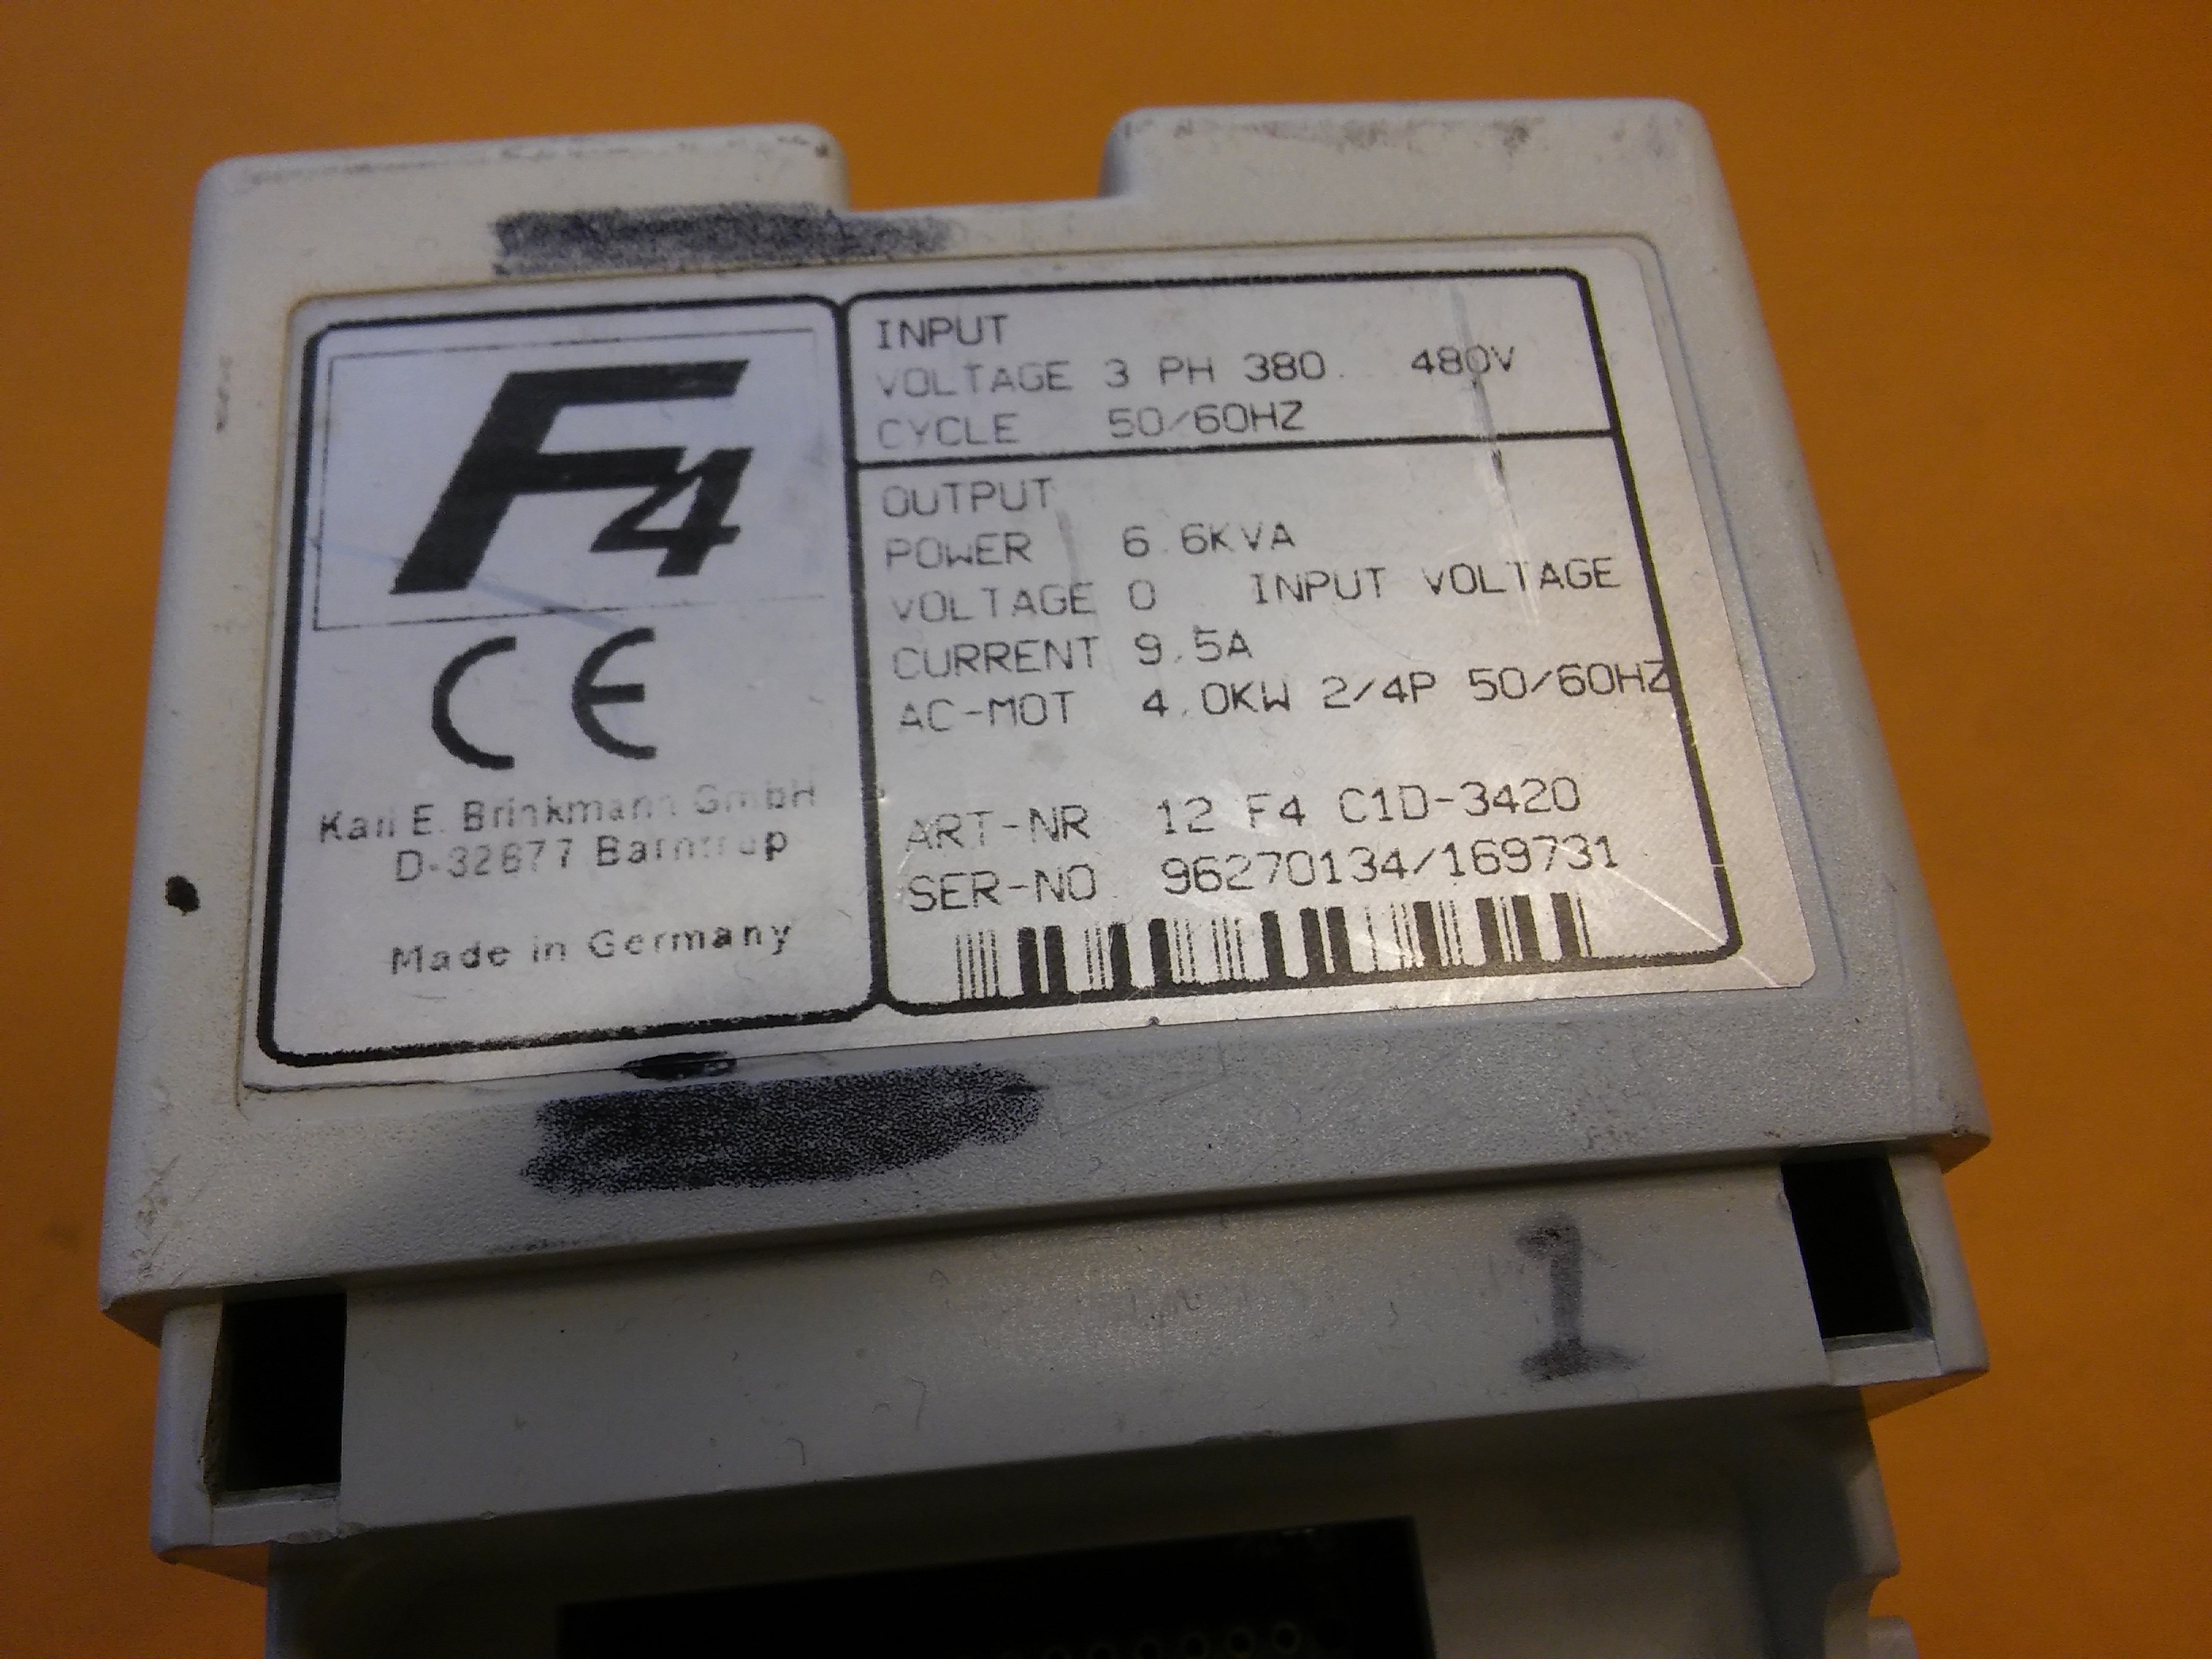 F4
CE
Karl E. Brinkmann GmbH
D-32677 Barntrup
Made in Germany
INPUT
VOLTAGE 3 PH 380. 480V
CYCLE 50/60HZ
OUTPUT
POWER 6.6KVA
VOLTAGE 0 INPUT VOLTAGE
CURRENT 9.5A
AC-MOT 4.0KW 2/4P 50/60HZ
ART-NR 12 F4 C1D-3420
SER-NO 96270134/169731
1